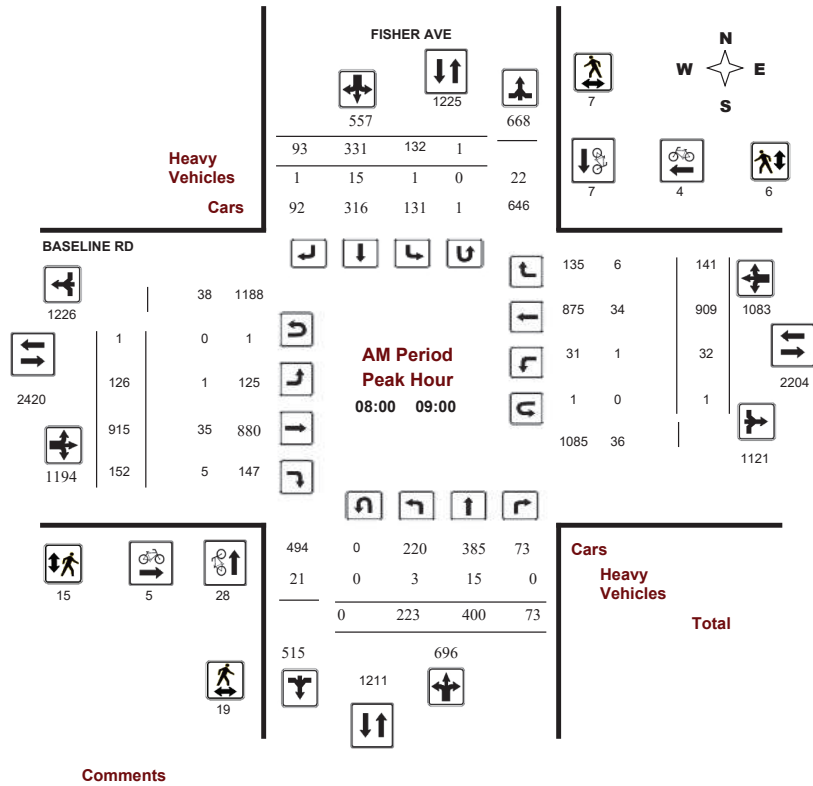 FISHER AVE
N
W E
S
1225
7
557 668
93 331 132 1
Heavy
Vehicles
1 15 1 0 22
7 4 6
Cars
92 316 131 1 646
BASELINE RD
135 6 141
1226
38 1188
875 34 909 1083
1 0 1
AM Period
Peak Hour
31 1 32
2420
126 1 125
2204
08:00 09:00
1 0 1
915 35 880
1085 36
1121
1194
152 5 147
494 0 220 385 73
Cars
21 0 3 15 0
Heavy
Vehicles
15 5 28
0 223 400 73
Total
515 696
1211
19
Comments